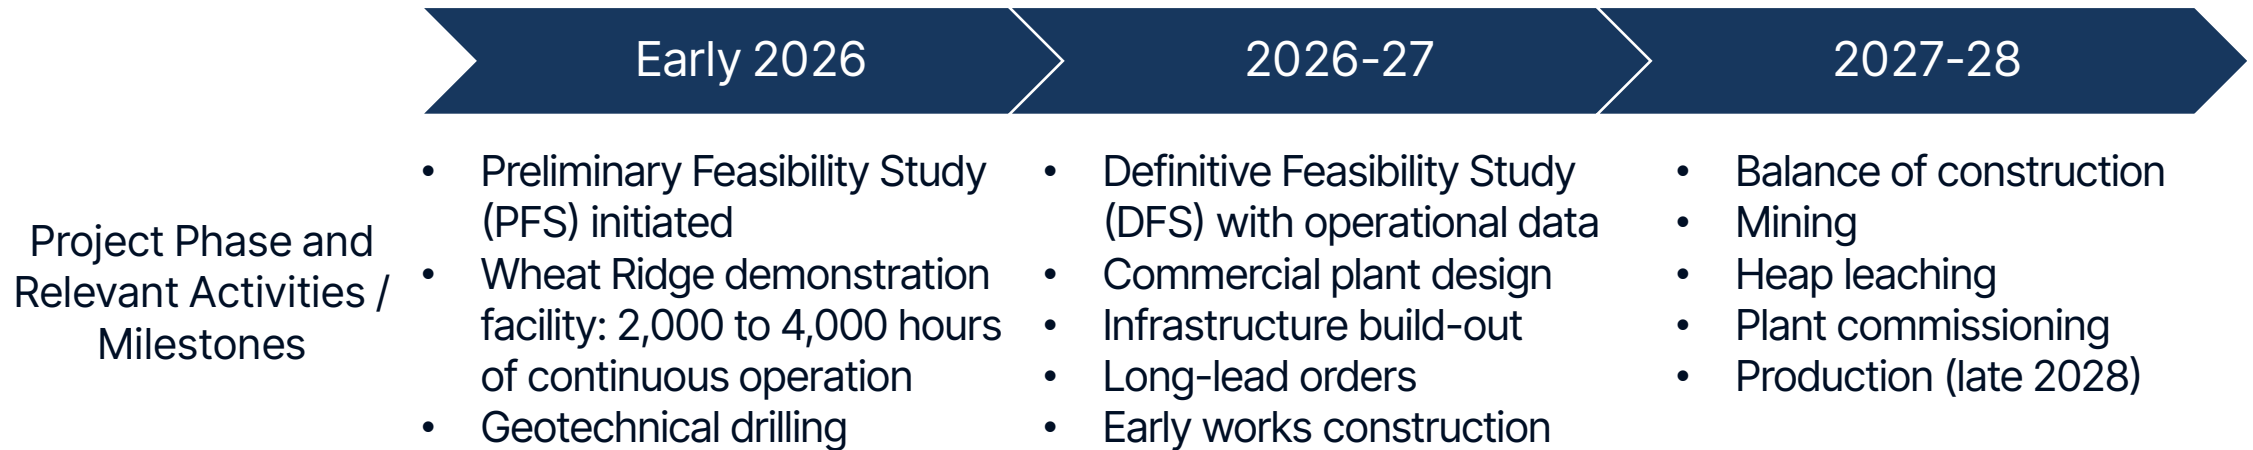 Early 2026
2026-27
2027-28
Project Phase and
Relevant Activities /
Milestones
• Preliminary Feasibility Study
(PFS) initiated
• Wheat Ridge demonstration
facility: 2,000 to 4,000 hours
of continuous operation
• Geotechnical drilling
• Definitive Feasibility Study
(DFS) with operational data
• Commercial plant design
• Infrastructure build-out
• Long-lead orders
• Early works construction
• Balance of construction
• Mining
• Heap leaching
• Plant commissioning
• Production (late 2028)